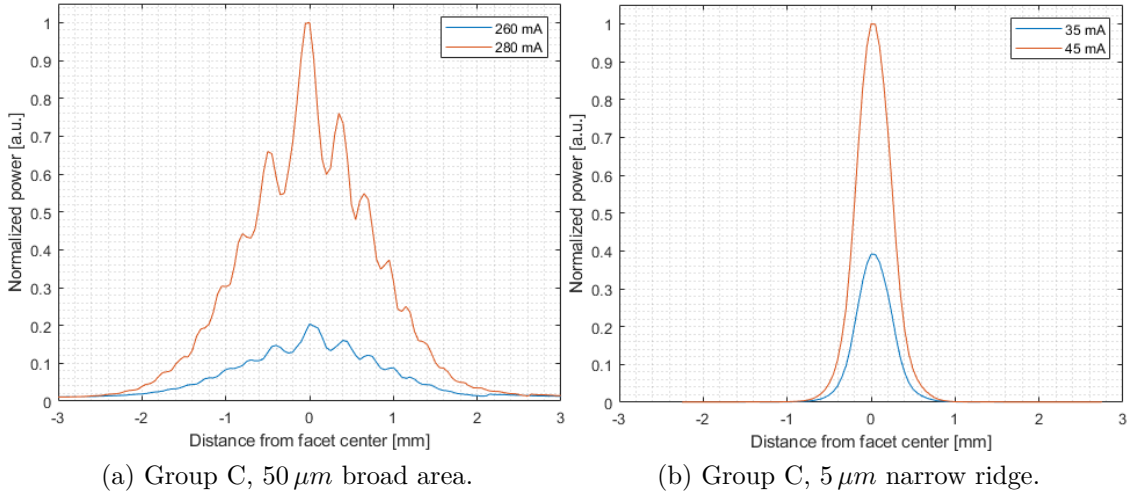 260 mA
280 mA
1
0.9
0.8
0.7
0.6
0.5
0.4
0.3
0.2
0.1
0
Normalized power [a.u.]
-3 -2 -1 0 1 2 3
Distance from facet center [mm]
(a) Group C, 50 μm broad area.
35 mA
45 mA
1
0.9
0.8
0.7
0.6
0.5
0.4
0.3
0.2
0.1
0
Normalized power [a.u.]
-3 -2 -1 0 1 2 3
Distance from facet center [mm]
(b) Group C, 5 μm narrow ridge.